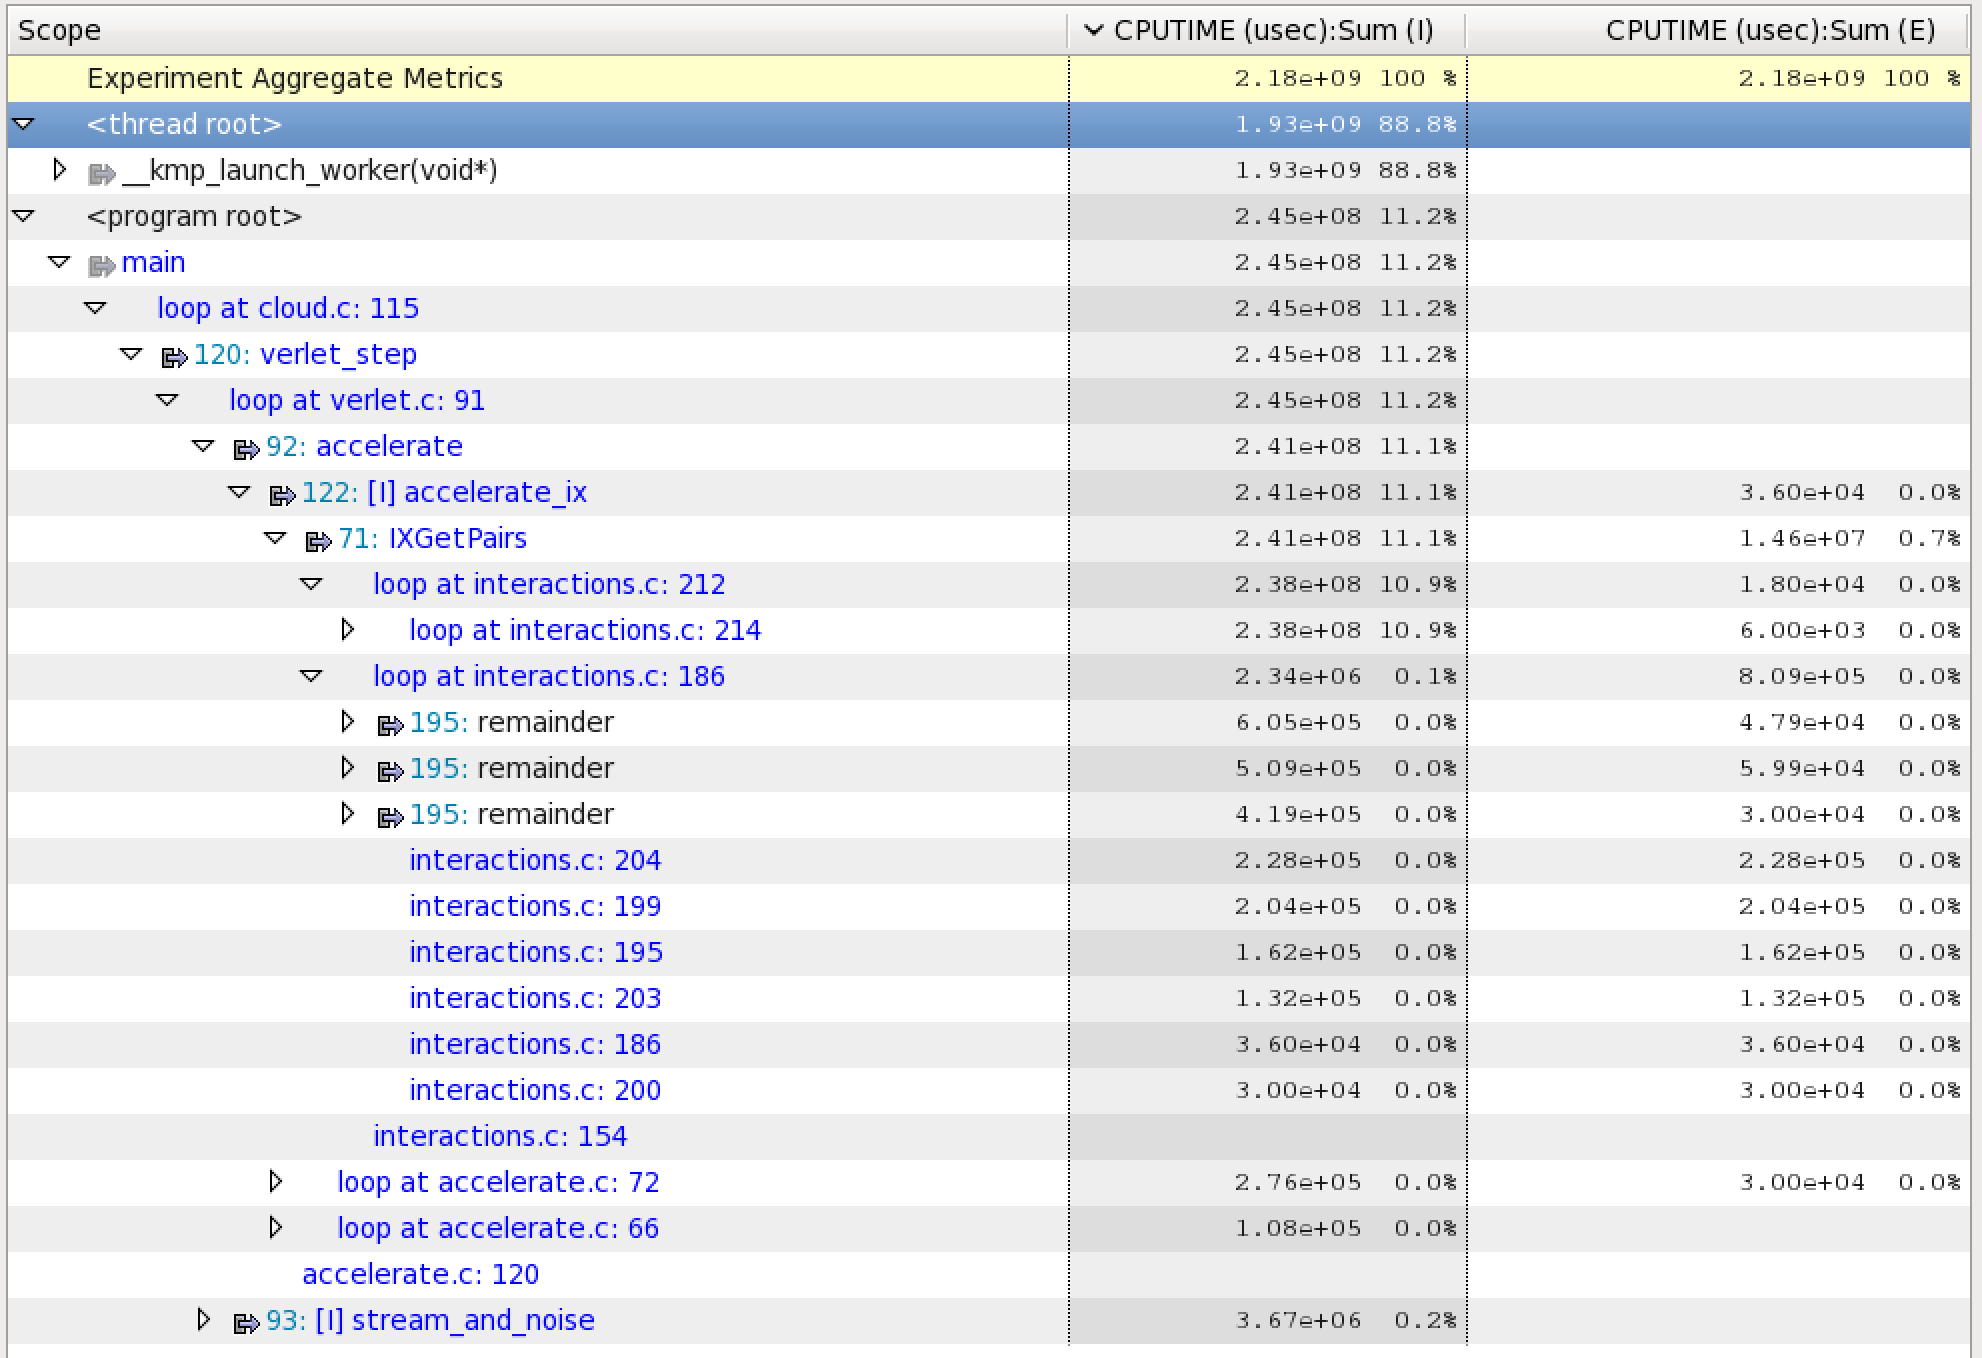 Scope CPUTIME (usec):Sum (I) CPUTIME (usec):Sum (E)
Experiment Aggregate Metrics 2.18e+09 100 % 2.18e+09 100 %
<thread root> 1.93e+09 88.8%
__kmp_launch_worker(void*) 1.93e+09 88.8%
<program root> 2.45e+08 11.2%
main 2.45e+08 11.2%
loop at cloud.c: 115 2.45e+08 11.2%
120: verlet_step 2.45e+08 11.2%
loop at verlet.c: 91 2.45e+08 11.2%
92: accelerate 2.41e+08 11.1%
122: [I] accelerate_ix 2.41e+08 11.1% 3.60e+04 0.0%
71: IXGetPairs 2.41e+08 11.1% 1.46e+07 0.7%
loop at interactions.c: 212 2.38e+08 10.9% 1.80e+04 0.0%
loop at interactions.c: 214 2.38e+08 10.9% 6.00e+03 0.0%
loop at interactions.c: 186 2.34e+06 0.1% 8.09e+05 0.0%
195: remainder 6.05e+05 0.0% 4.79e+04 0.0%
195: remainder 5.09e+05 0.0% 5.99e+04 0.0%
195: remainder 4.19e+05 0.0% 3.00e+04 0.0%
interactions.c: 204 2.28e+05 0.0% 2.28e+05 0.0%
interactions.c: 199 2.04e+05 0.0% 2.04e+05 0.0%
interactions.c: 195 1.62e+05 0.0% 1.62e+05 0.0%
interactions.c: 203 1.32e+05 0.0% 1.32e+05 0.0%
interactions.c: 186 3.60e+04 0.0% 3.60e+04 0.0%
interactions.c: 200 3.00e+04 0.0% 3.00e+04 0.0%
interactions.c: 154
loop at accelerate.c: 72 2.76e+05 0.0% 3.00e+04 0.0%
loop at accelerate.c: 66 1.08e+05 0.0%
accelerate.c: 120
93: [I] stream_and_noise 3.67e+06 0.2%